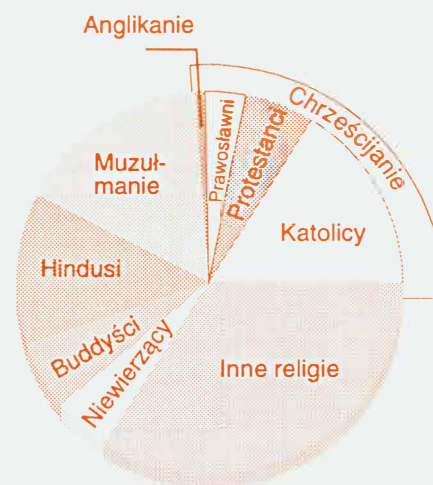 Anglikanie
Chrześcijanie
Prawosławni
Protestanci
Muzuł-
manie
Katolicy
Hindusi
Buddyści
Niewierzący
Inne religie